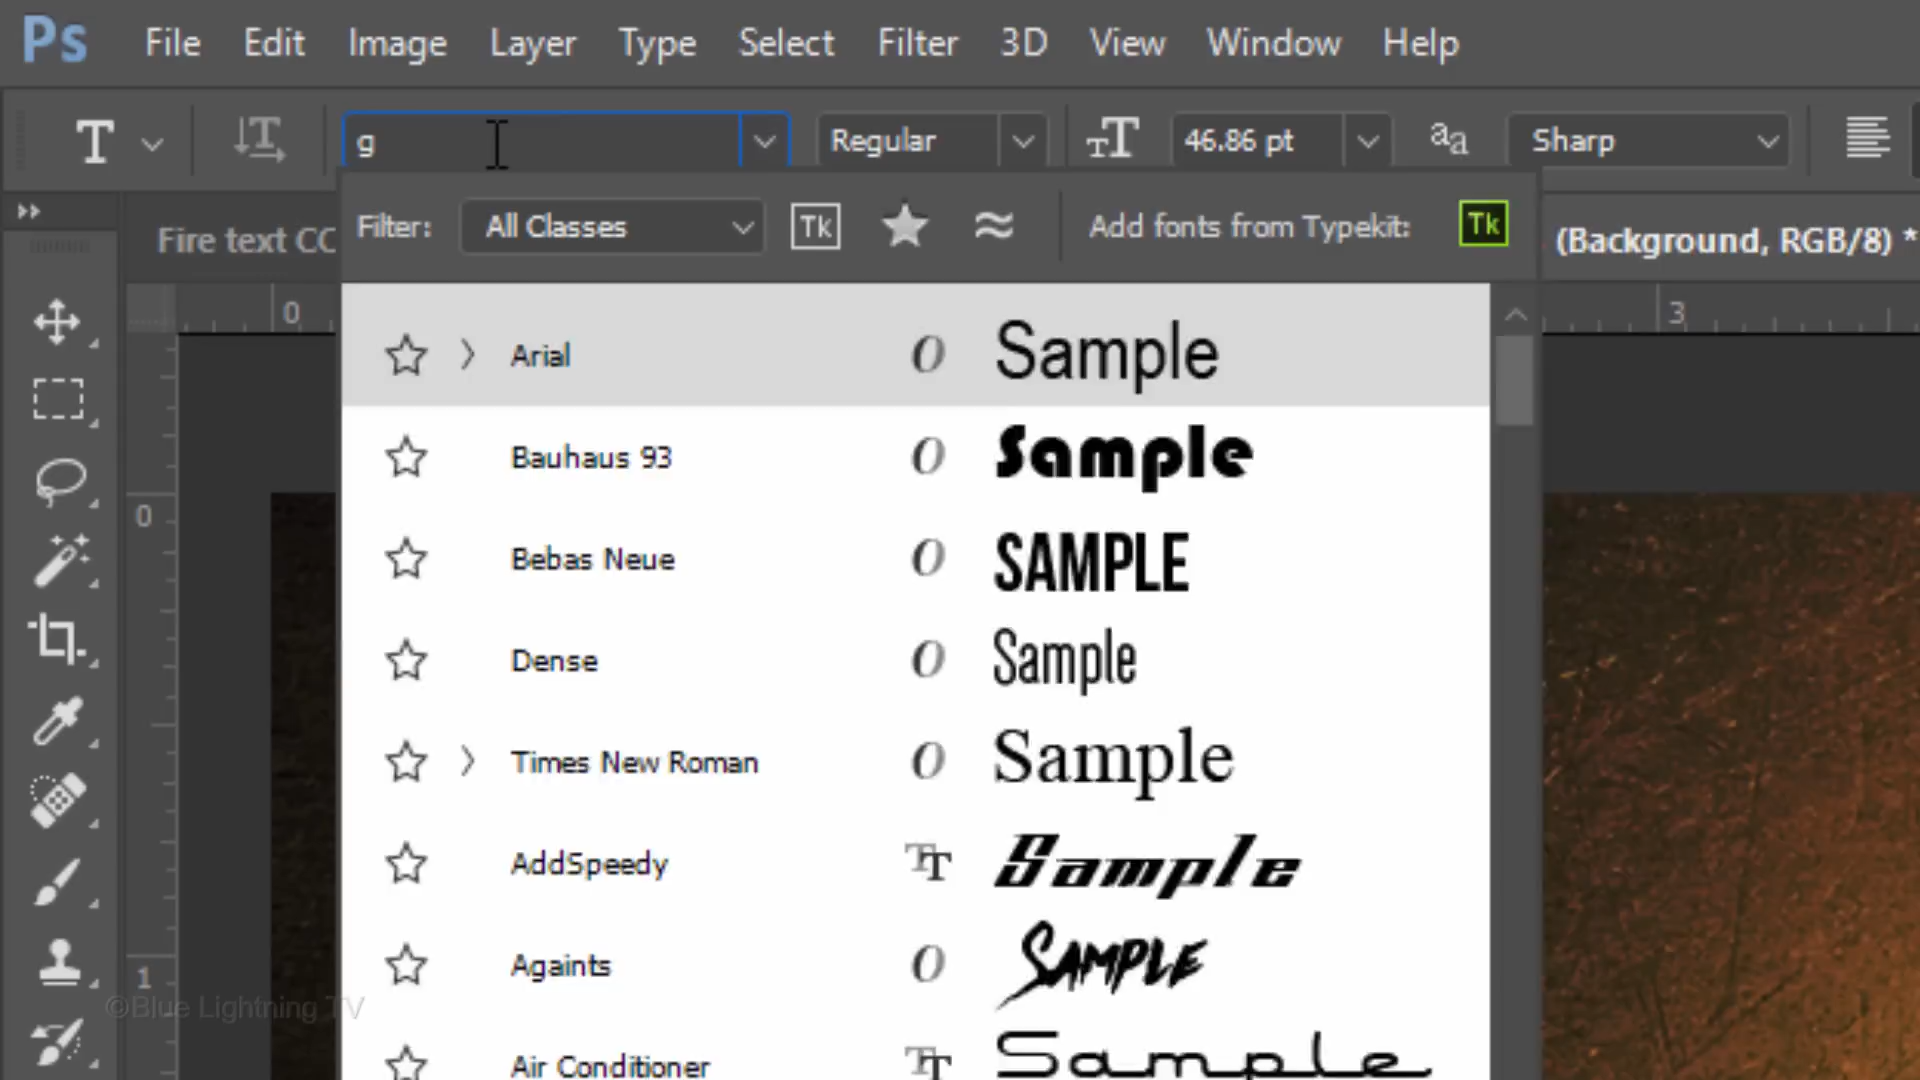 Ps File Edit Image Layer Type Select Filter 3D View Window Help
T g Regular 46.86 pt aa Sharp
Filter: All Classes Tk Add fonts from Typekit: Tk
Fire text CC (Background, RGB/8) *
0 3
Arial O Sample
Bauhaus 93 O Sample
Bebas Neue O SAMPLE
0
Dense O Sample
Times New Roman O Sample
AddSpeedy TT Sample
Againts O SAMPLE
1
©Blue Lightning TV
Air Conditioner TT Sample